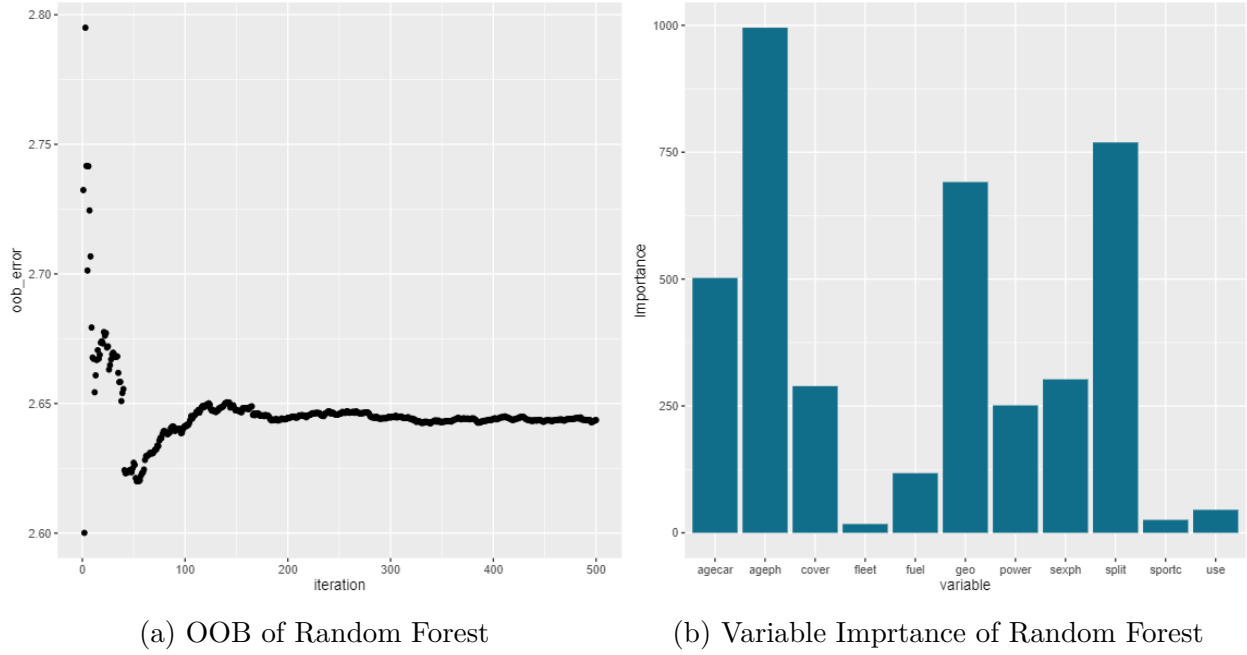 2.80
2.75
2.70
2.65
2.60
oob_error
0 100 200 300 400 500
iteration
(a) OOB of Random Forest
1000
750
500
250
0
Importance
agecar ageph cover fleet fuel geo power sexph split sportc use
variable
(b) Variable Imprtance of Random Forest